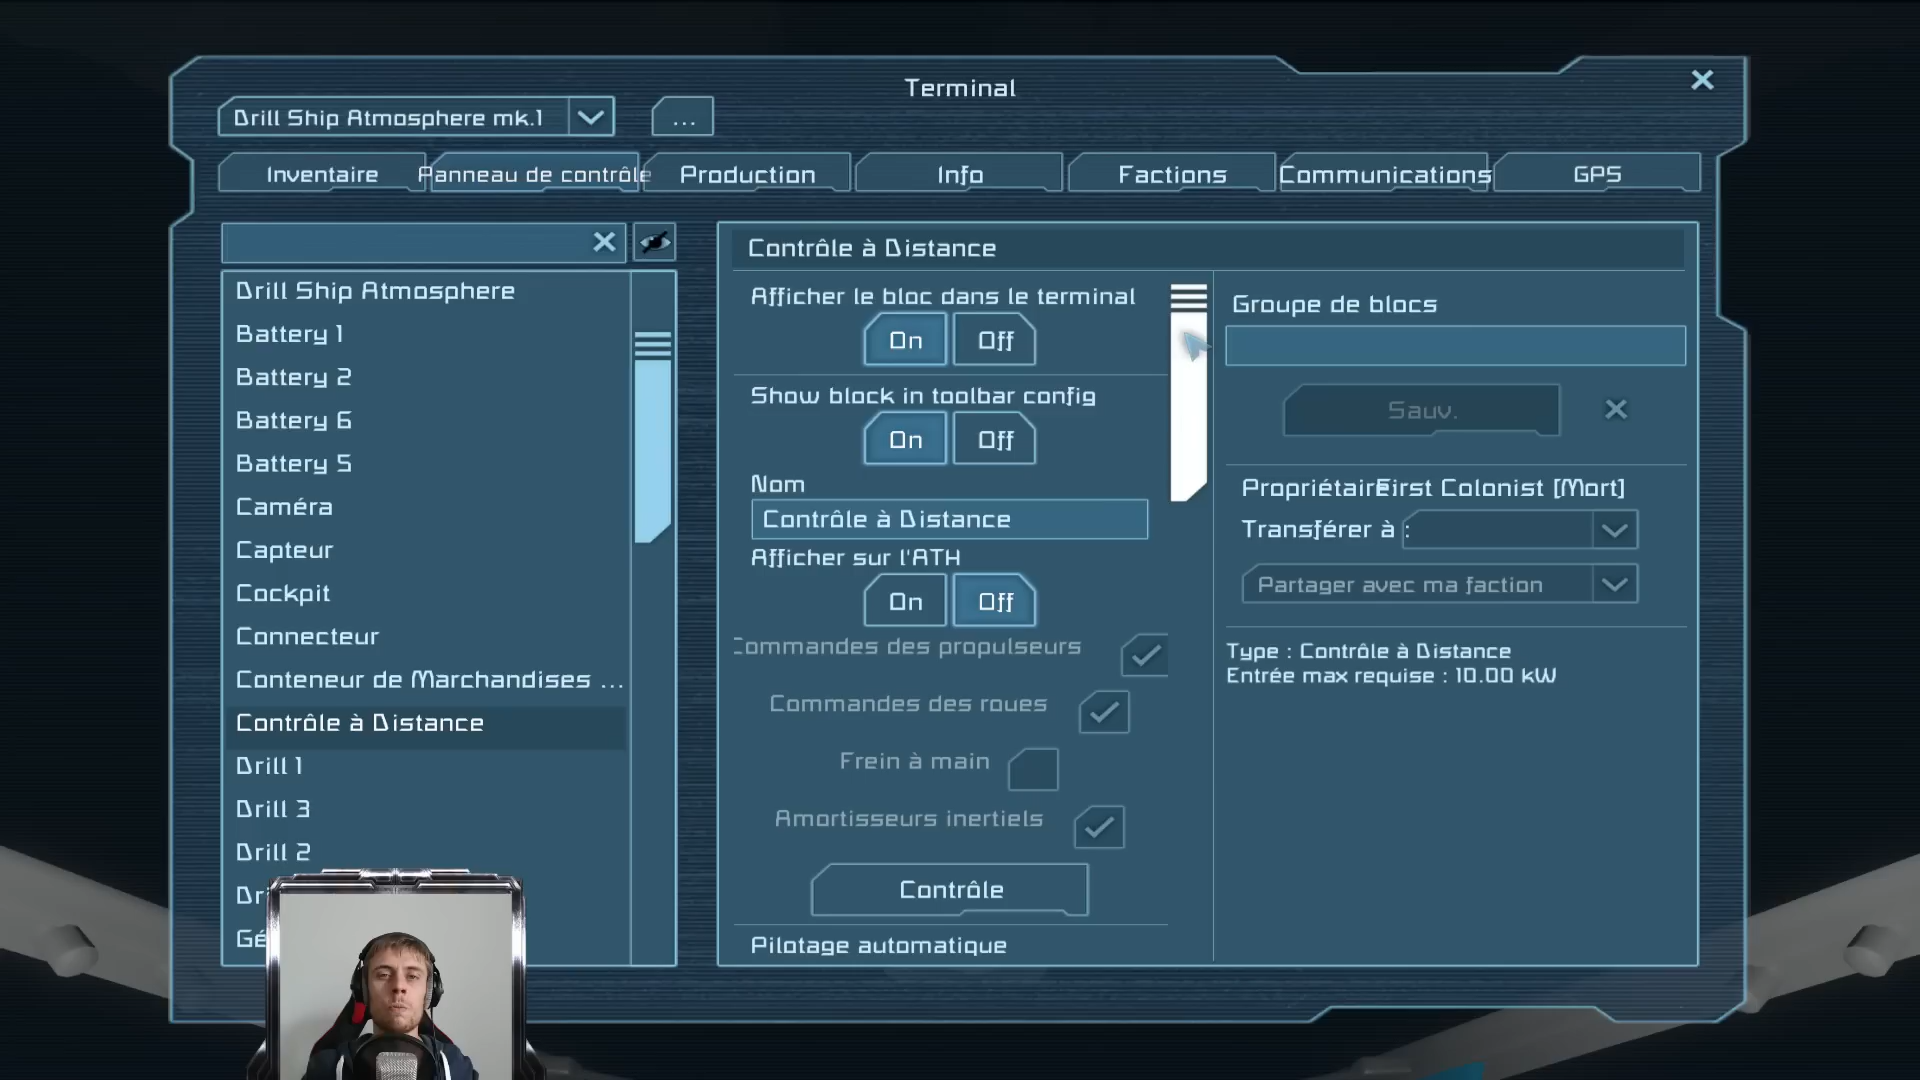 Terminal
Drill Ship Atmosphere mk.1
...
Inventaire
Panneau de contrôle
Production
Info
Factions
Communications
GPS
Drill Ship Atmosphere
Battery 1
Battery 2
Battery 6
Battery 5
Caméra
Capteur
Cockpit
Connecteur
Conteneur de Marchandises ...
Contrôle à Distance
Drill 1
Drill 3
Drill 2
Contrôle à Distance
Afficher le bloc dans le terminal
On Off
Show block in toolbar config
On Off
Nom
Contrôle à Distance
Afficher sur l'ATH
On Off
Commandes des propulseurs
Commandes des roues
Frein à main
Amortisseurs inertiels
Contrôle
Pilotage automatique
Groupe de blocs
Sauv.
Propriétaire First Colonist [Mort]
Transférer à :
Partager avec ma faction
Type : Contrôle à Distance
Entrée max requise : 10.00 kW